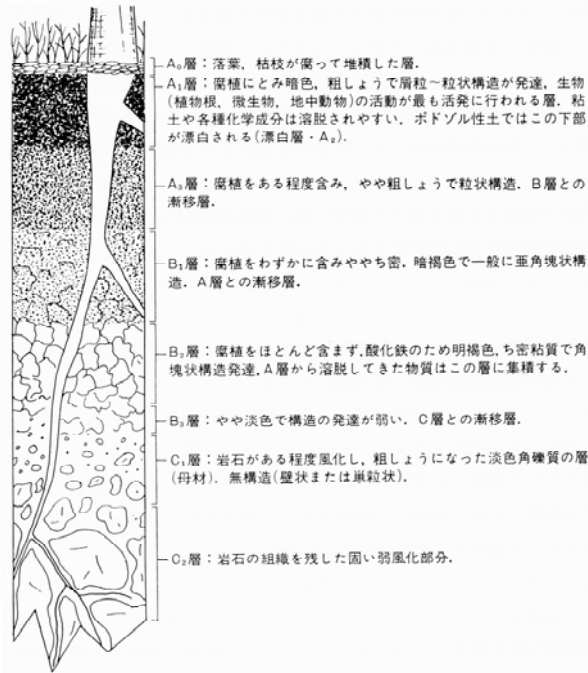 A₀層：落葉，枯枝が腐って堆積した層．
A₁層：腐植にとみ暗色，粗しょうで屑粒～粒状構造が発達，生物
(植物根，微生物，地中動物)の活動が最も活発に行われる層．粘
土や各種化学成分は溶脱されやすい．ポドゾル性土ではこの下部
が漂白される(漂白層・A₂)．
A₃層：腐植をある程度含み，やや粗しょうで粒状構造．B層との
漸移層．
B₁層：腐植をわずかに含みややち密．暗褐色で一般に亜角塊状構
造．A層との漸移層．
B₂層：腐植をほとんど含まず，酸化鉄のため明褐色，ち密粘質で角
塊状構造発達．A層から溶脱してきた物質はこの層に集積する．
B₃層：やや淡色で構造の発達が弱い．C層との漸移層．
C₁層：岩石がある程度風化し，粗しょうになった淡色角礫質の層
(母材)．無構造(壁状または単粒状)．
C₂層：岩石の組織を残した固い弱風化部分．